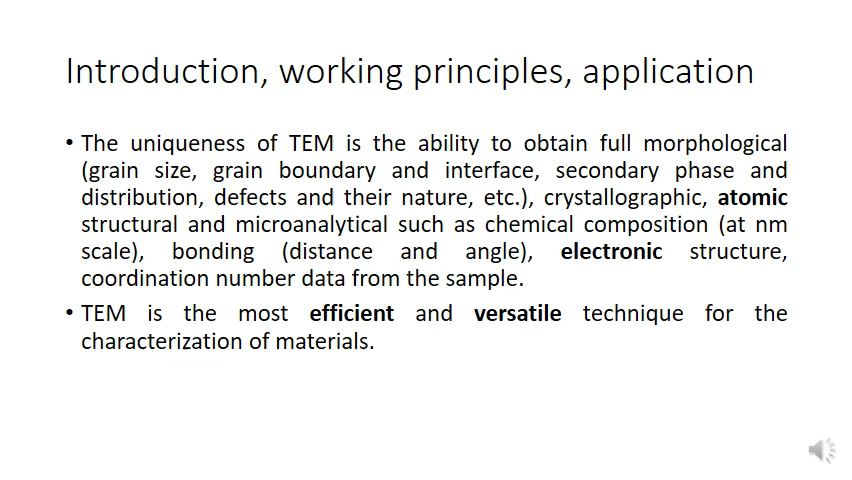 Introduction, working principles, application
• The uniqueness of TEM is the ability to obtain full morphological
(grain size, grain boundary and interface, secondary phase and
distribution, defects and their nature, etc.), crystallographic, atomic
structural and microanalytical such as chemical composition (at nm
scale), bonding (distance and angle), electronic structure,
coordination number data from the sample.
• TEM is the most efficient and versatile technique for the
characterization of materials.